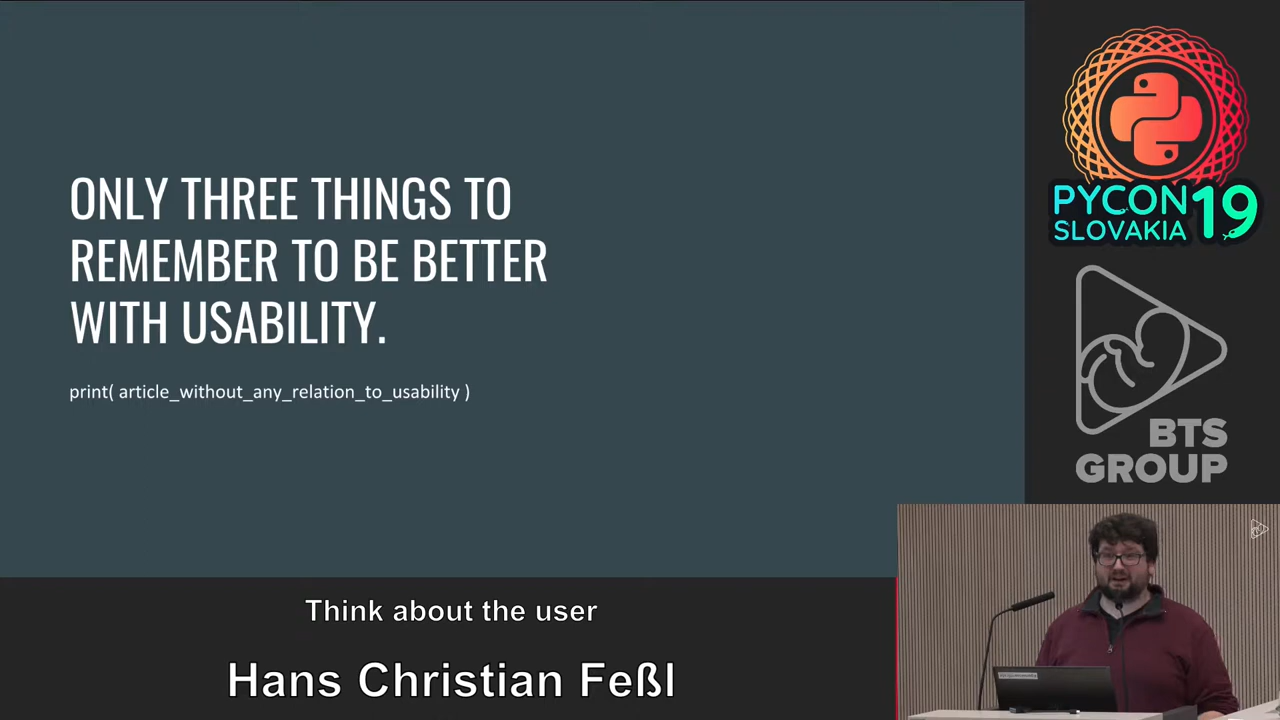 ONLY THREE THINGS TO
REMEMBER TO BE BETTER
WITH USABILITY.
print( article_without_any_relation_to_usability )
PYCON 19
SLOVAKIA
BTS
GROUP
Think about the user
Hans Christian Feßl